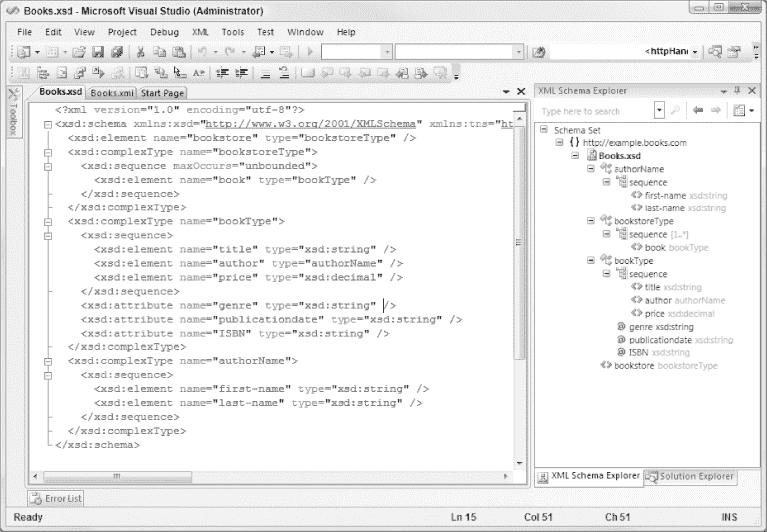 Books.xsd - Microsoft Visual Studio (Administrator)
File Edit View Project Debug XML Tools Test Window Help
<httpHan
Toolbox
Books.xsd Books.xml Start Page
<?xml version="1.0" encoding="utf-8"?>
<xsd:schema xmlns:xsd="http://www.w3.org/2001/XMLSchema" xmlns:tns="ht
<xsd:element name="bookstore" type="bookstoreType" />
<xsd:complexType name="bookstoreType">
<xsd:sequence maxOccurs="unbounded">
<xsd:element name="book" type="bookType" />
</xsd:sequence>
</xsd:complexType>
<xsd:complexType name="bookType">
<xsd:sequence>
<xsd:element name="title" type="xsd:string" />
<xsd:element name="author" type="authorName" />
<xsd:element name="price" type="xsd:decimal" />
</xsd:sequence>
<xsd:attribute name="genre" type="xsd:string" />
<xsd:attribute name="publicationdate" type="xsd:string" />
<xsd:attribute name="ISBN" type="xsd:string" />
</xsd:complexType>
<xsd:complexType name="authorName">
<xsd:sequence>
<xsd:element name="first-name" type="xsd:string" />
<xsd:element name="last-name" type="xsd:string" />
</xsd:sequence>
</xsd:complexType>
</xsd:schema>
XML Schema Explorer
Type here to search
Schema Set
{} http://example.books.com
Books.xsd
authorName
sequence
first-name xsd:string
last-name xsd:string
bookstoreType
sequence [1..*]
book bookType
bookType
sequence
title xsd:string
author authorName
price xsd:decimal
@ genre xsd:string
@ publicationdate xsd:string
@ ISBN xsd:string
bookstore bookstoreType
XML Schema Explorer Solution Explorer
Error List
Ready Ln 15 Col 51 Ch 51 INS